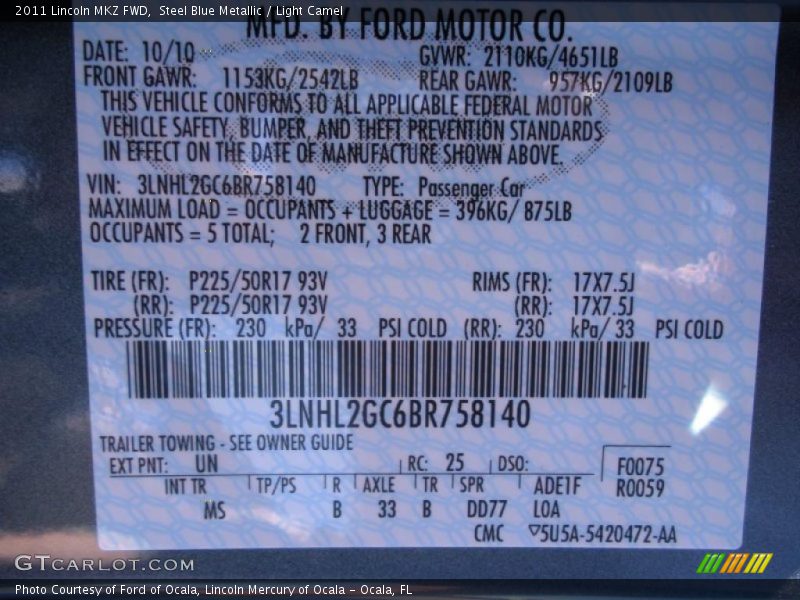 2011 Lincoln MKZ FWD, Steel Blue Metallic / Light Camel
MFD. BY FORD MOTOR CO.
DATE: 10/10 GVWR: 2110KG/4651LB
FRONT GAWR: 1153KG/2542LB REAR GAWR: 957KG/2109LB
THIS VEHICLE CONFORMS TO ALL APPLICABLE FEDERAL MOTOR
VEHICLE SAFETY, BUMPER, AND THEFT PREVENTION STANDARDS
IN EFFECT ON THE DATE OF MANUFACTURE SHOWN ABOVE.
VIN: 3LNHL2GC6BR758140 TYPE: Passenger Car
MAXIMUM LOAD = OCCUPANTS + LUGGAGE = 396KG/ 875LB
OCCUPANTS = 5 TOTAL; 2 FRONT, 3 REAR
TIRE (FR): P225/50R17 93V RIMS (FR): 17X7.5J
(RR): P225/50R17 93V (RR): 17X7.5J
PRESSURE (FR): 230 kPa/ 33 PSI COLD (RR): 230 kPa/ 33 PSI COLD
3LNHL2GC6BR758140
TRAILER TOWING - SEE OWNER GUIDE
EXT PNT: UN RC: 25 DSO: F0075
INT TR TP/PS R AXLE TR SPR ADE1F R0059
MS B 33 B DD77 LOA
CMC ▽5U5A-5420472-AA
GTCARLOT.COM
Photo Courtesy of Ford of Ocala, Lincoln Mercury of Ocala – Ocala, FL